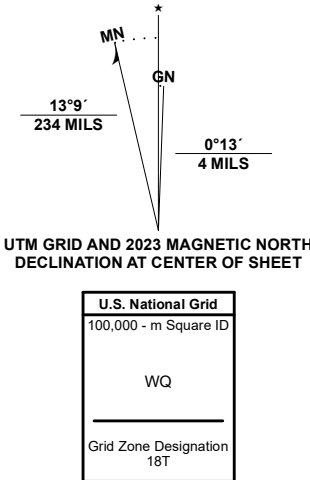 ★
MN
GN
13°9´
234 MILS
0°13´
4 MILS
UTM GRID AND 2023 MAGNETIC NORTH
DECLINATION AT CENTER OF SHEET
U.S. National Grid
100,000 - m Square ID
WQ
Grid Zone Designation
18T